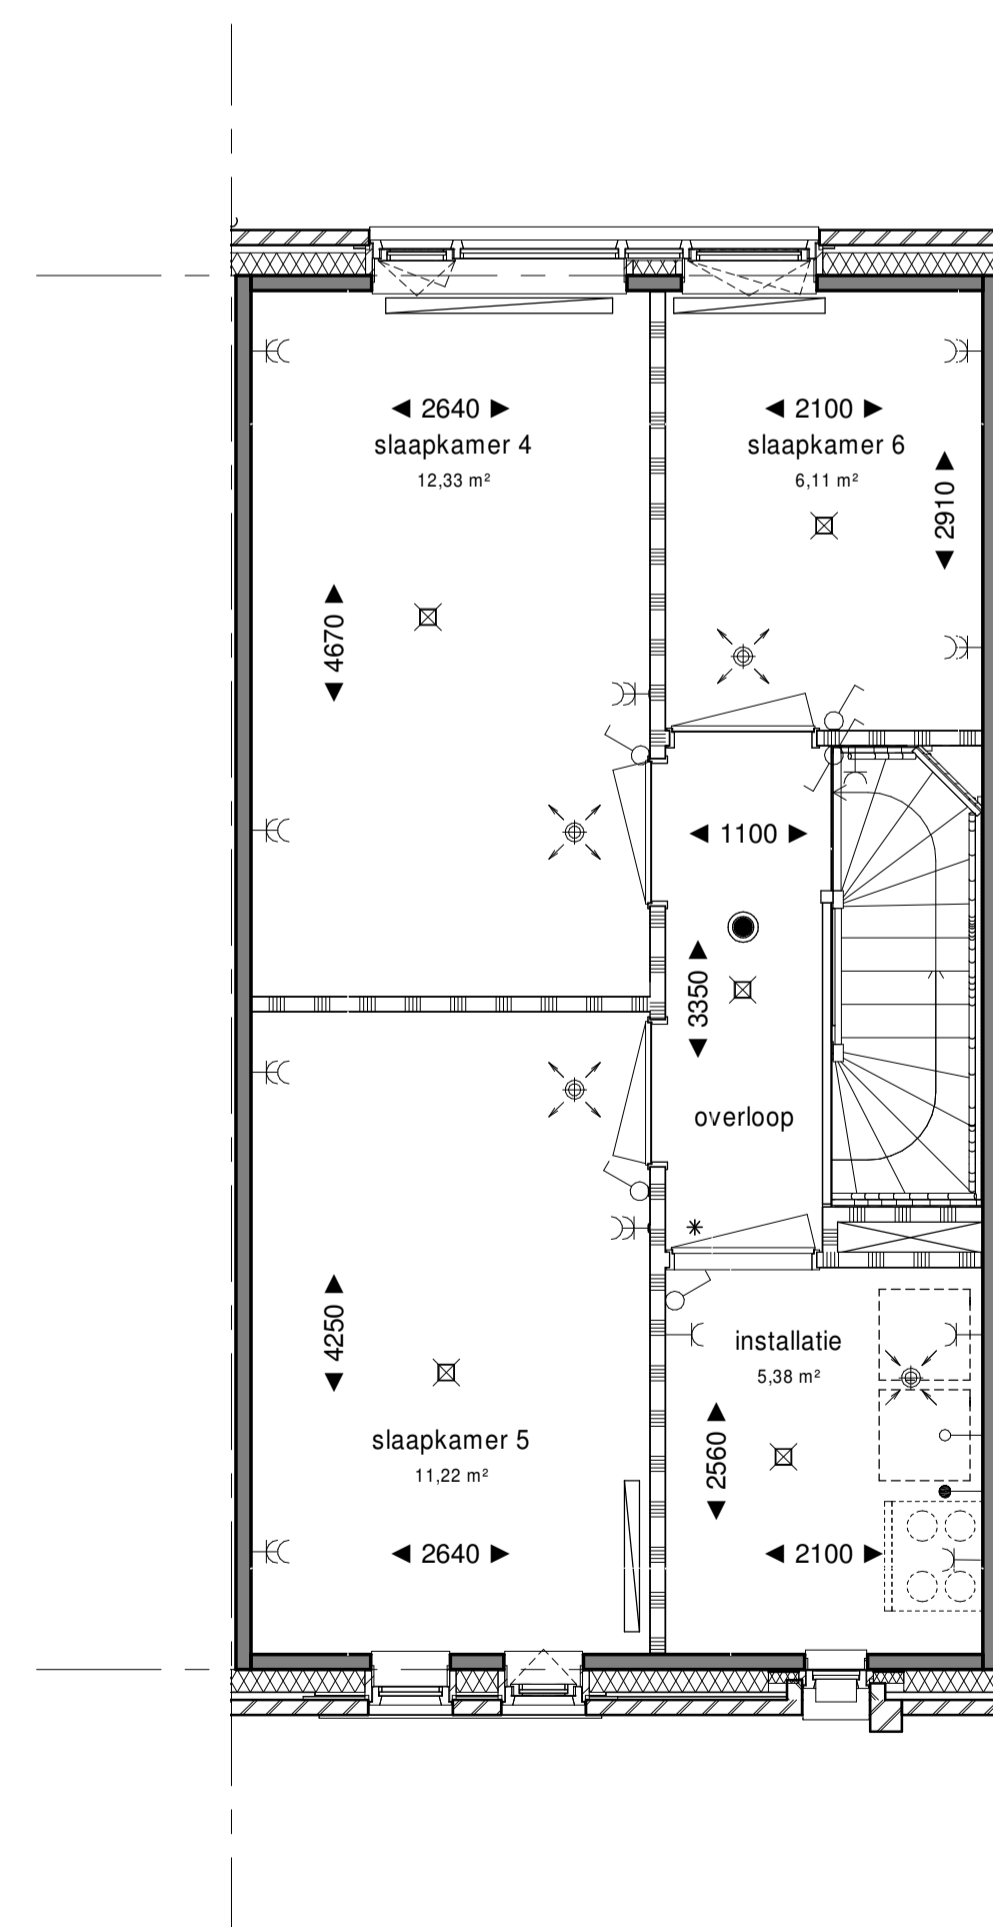 2640
slaapkamer 4
12,33 m²
4670
2100
slaapkamer 6
6,11 m²
2910
1100
3350
overloop
4250
slaapkamer 5
11,22 m²
2640
installatie
5,38 m²
2560
2100